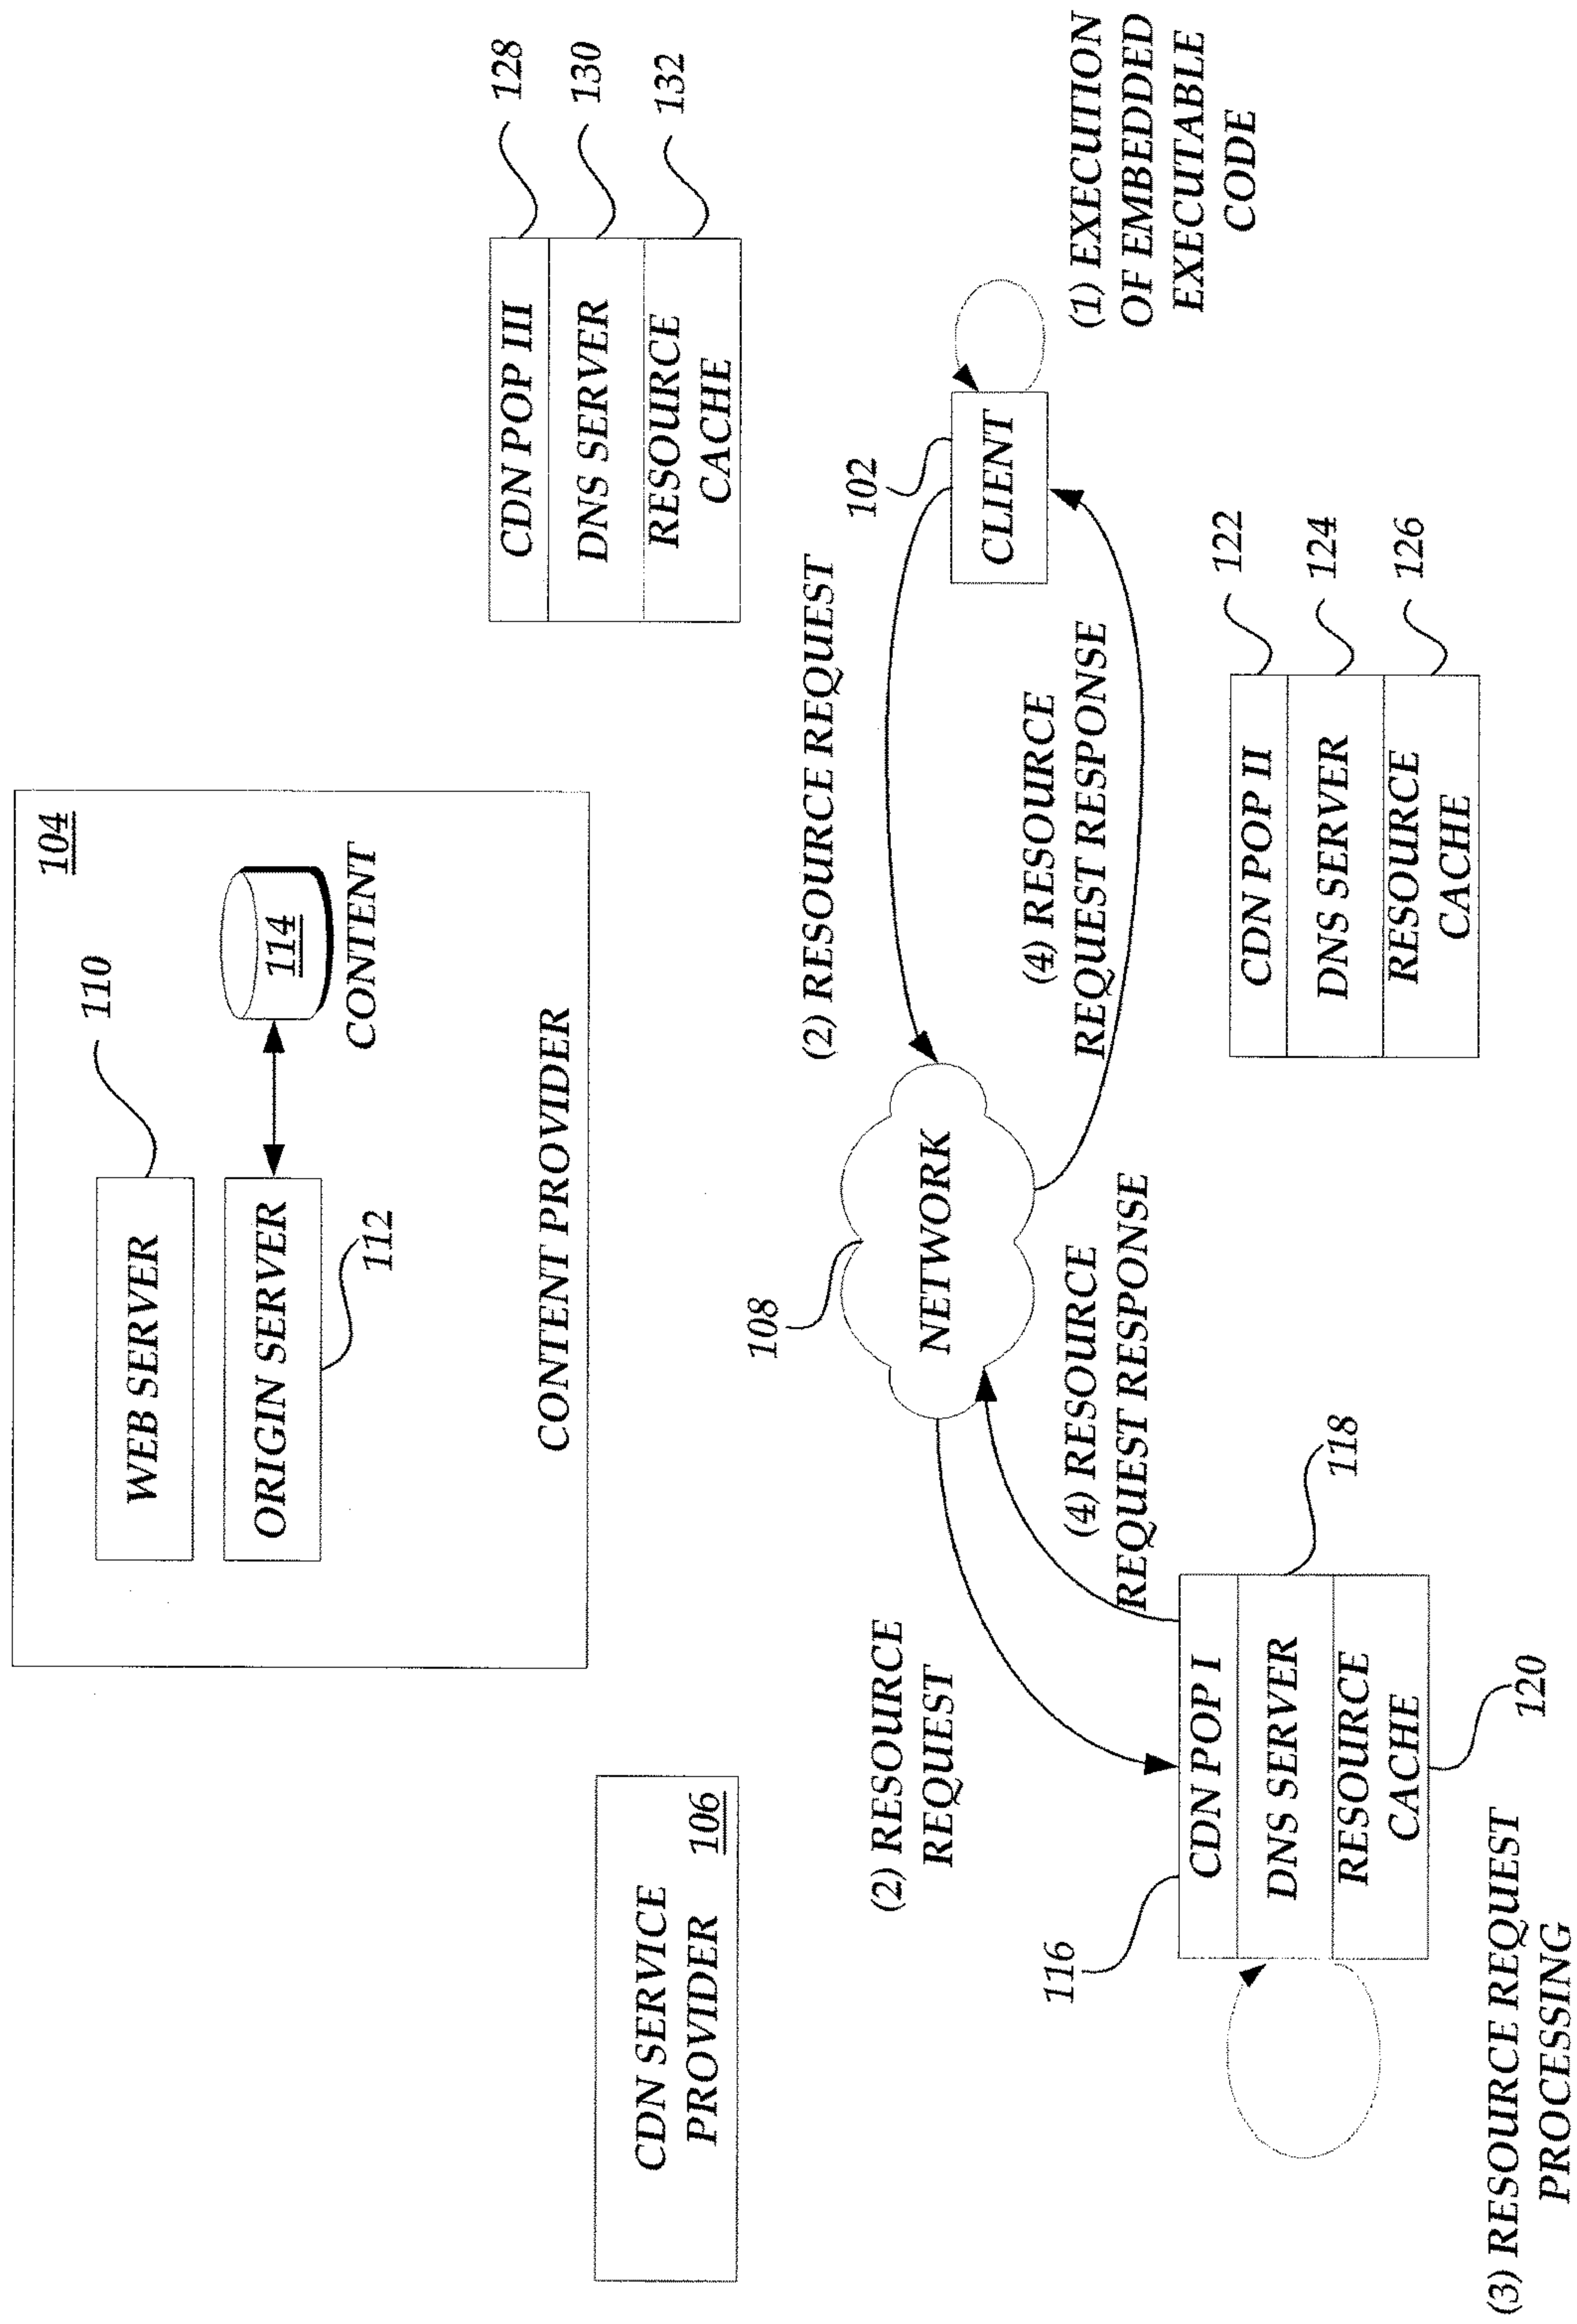 104
WEB SERVER
110
ORIGIN SERVER
112
114
CONTENT
CONTENT PROVIDER
CDN SERVICE
PROVIDER 106
CDN POP III
DNS SERVER
RESOURCE
CACHE
128
130
132
108
NETWORK
(2) RESOURCE REQUEST
102
CLIENT
(1) EXECUTION
OF EMBEDDED
EXECUTABLE
CODE
(4) RESOURCE
REQUEST RESPONSE
(2) RESOURCE
REQUEST
(4) RESOURCE
REQUEST RESPONSE
116
CDN POP I
DNS SERVER
RESOURCE
CACHE
118
120
(3) RESOURCE REQUEST
PROCESSING
CDN POP II
DNS SERVER
RESOURCE
CACHE
122
124
126